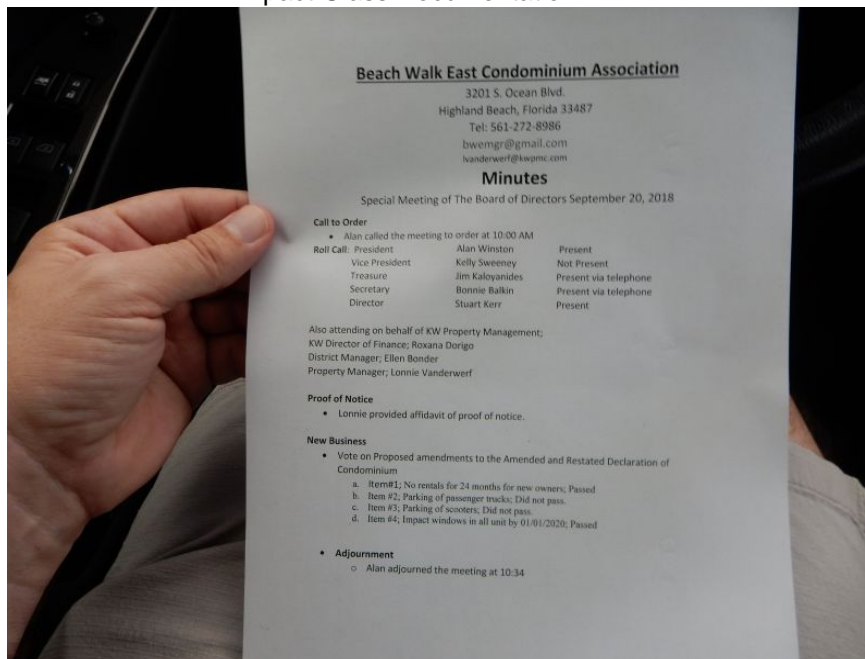 Beach Walk East Condominium Association
3201 S. Ocean Blvd.
Highland Beach, Florida 33487
Tel: 561-272-8986
bwemgr@gmail.com
lvanderwerf@kwpmc.com
Minutes
Special Meeting of The Board of Directors September 20, 2018
Call to Order
• Alan called the meeting to order at 10:00 AM
Roll Call: President Alan Winston Present
Vice President Kelly Sweeney Not Present
Treasure Jim Kaloyanides Present via telephone
Secretary Bonnie Balkin Present via telephone
Director Stuart Kerr Present
Also attending on behalf of KW Property Management;
KW Director of Finance; Roxana Dorigo
District Manager; Ellen Bonder
Property Manager; Lonnie Vanderwerf
Proof of Notice
• Lonnie provided affidavit of proof of notice.
New Business
• Vote on Proposed amendments to the Amended and Restated Declaration of
Condominium
a. Item#1; No rentals for 24 months for new owners; Passed
b. Item #2; Parking of passenger trucks; Did not pass.
c. Item #3; Parking of scooters; Did not pass.
d. Item #4; Impact windows in all unit by 01/01/2020; Passed
• Adjournment
o Alan adjourned the meeting at 10:34